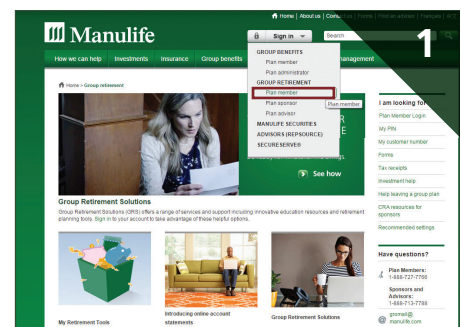 Home | About us | Contact us | Forms | Find an advisor | Français | 中文
Manulife
Sign in
Search
1
How we can help
Investments
Insurance
Group benefits
management
GROUP BENEFITS
Plan member
Plan administrator
GROUP RETIREMENT
Plan member
Plan member
Plan sponsor
Plan advisor
MANULIFE SECURITIES
ADVISORS (REPSOURCE)
SECURESERVE®
Home > Group retirement
See how
I am looking for
Plan Member Login
My PIN
My customer number
Forms
Tax receipts
Investment help
Help leaving a group plan
CRA resources for
sponsors
Recommended settings
Group Retirement Solutions
Group Retirement Solutions (GRS) offers a range of services and support including innovative education resources and retirement
planning tools. Sign in to your account to take advantage of these helpful options.
Have questions?
Plan Members:
1-888-727-7766
Sponsors and
Advisors:
1-888-713-7788
gromail@
manulife.com
My Retirement Tools
Introducing online account
statements
Group Retirement Solutions